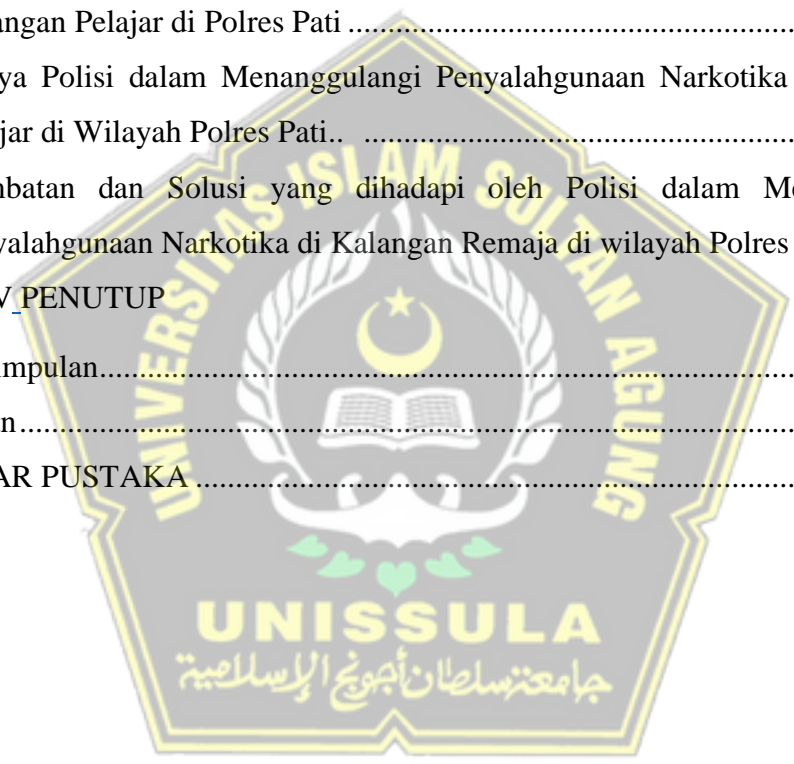 angan Pelajar di Polres Pati ............................................................
ya Polisi dalam Menanggulangi Penyalahgunaan Narkotika
jar di Wilayah Polres Pati.. ............................................................
nbatan dan Solusi yang dihadapi oleh Polisi dalam Me
yalahgunaan Narkotika di Kalangan Remaja di wilayah Polres
V PENUTUP
impulan............................................................
n............................................................
AR PUSTAKA ............................................................
UNIVERSITAS ISLAM SULTAN AGUNG
UNISSULA
جامعة سلطان أجونج الإسلامية